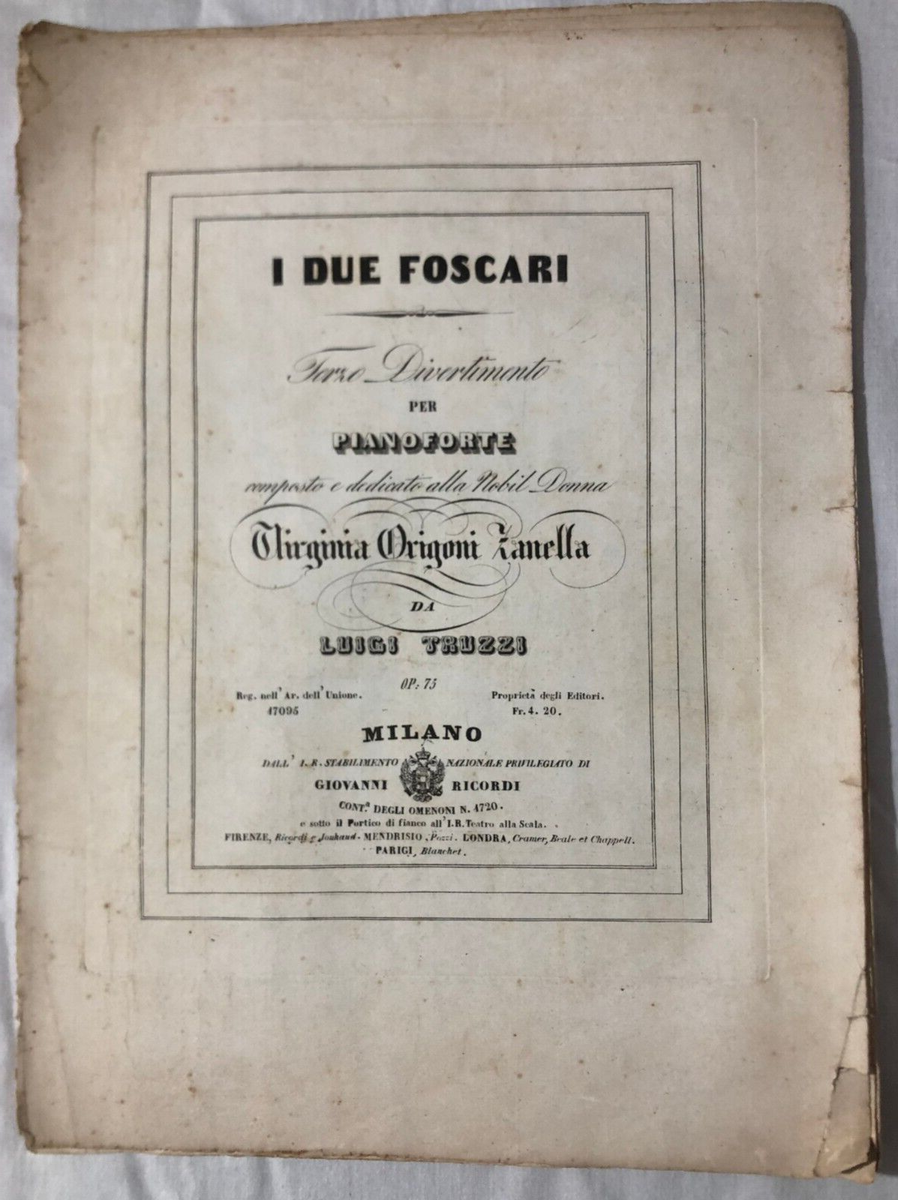 I DUE FOSCARI
Terzo Divertimento
PER
PIANOFORTE
composto e dedicato alla Nobil Donna
Virginia Origoni Zanella
DA
LUIGI TRUZZI
OP: 75
Reg. nell' Ar. dell' Unione. Proprietà degli Editori.
17095 Fr. 4. 20.
MILANO
DALL' I. R. STABILIMENTO NAZIONALE PRIVILEGIATO DI
GIOVANNI RICORDI
CONT.a DEGLI OMENONI N. 1720.
e sotto il Portico di fianco all' I. R. Teatro alla Scala.
FIRENZE, Ricordi e Jouhaud. MENDRISIO, Pozzi. LONDRA, Cramer, Beale et Chappell.
PARIGI, Blanchet.